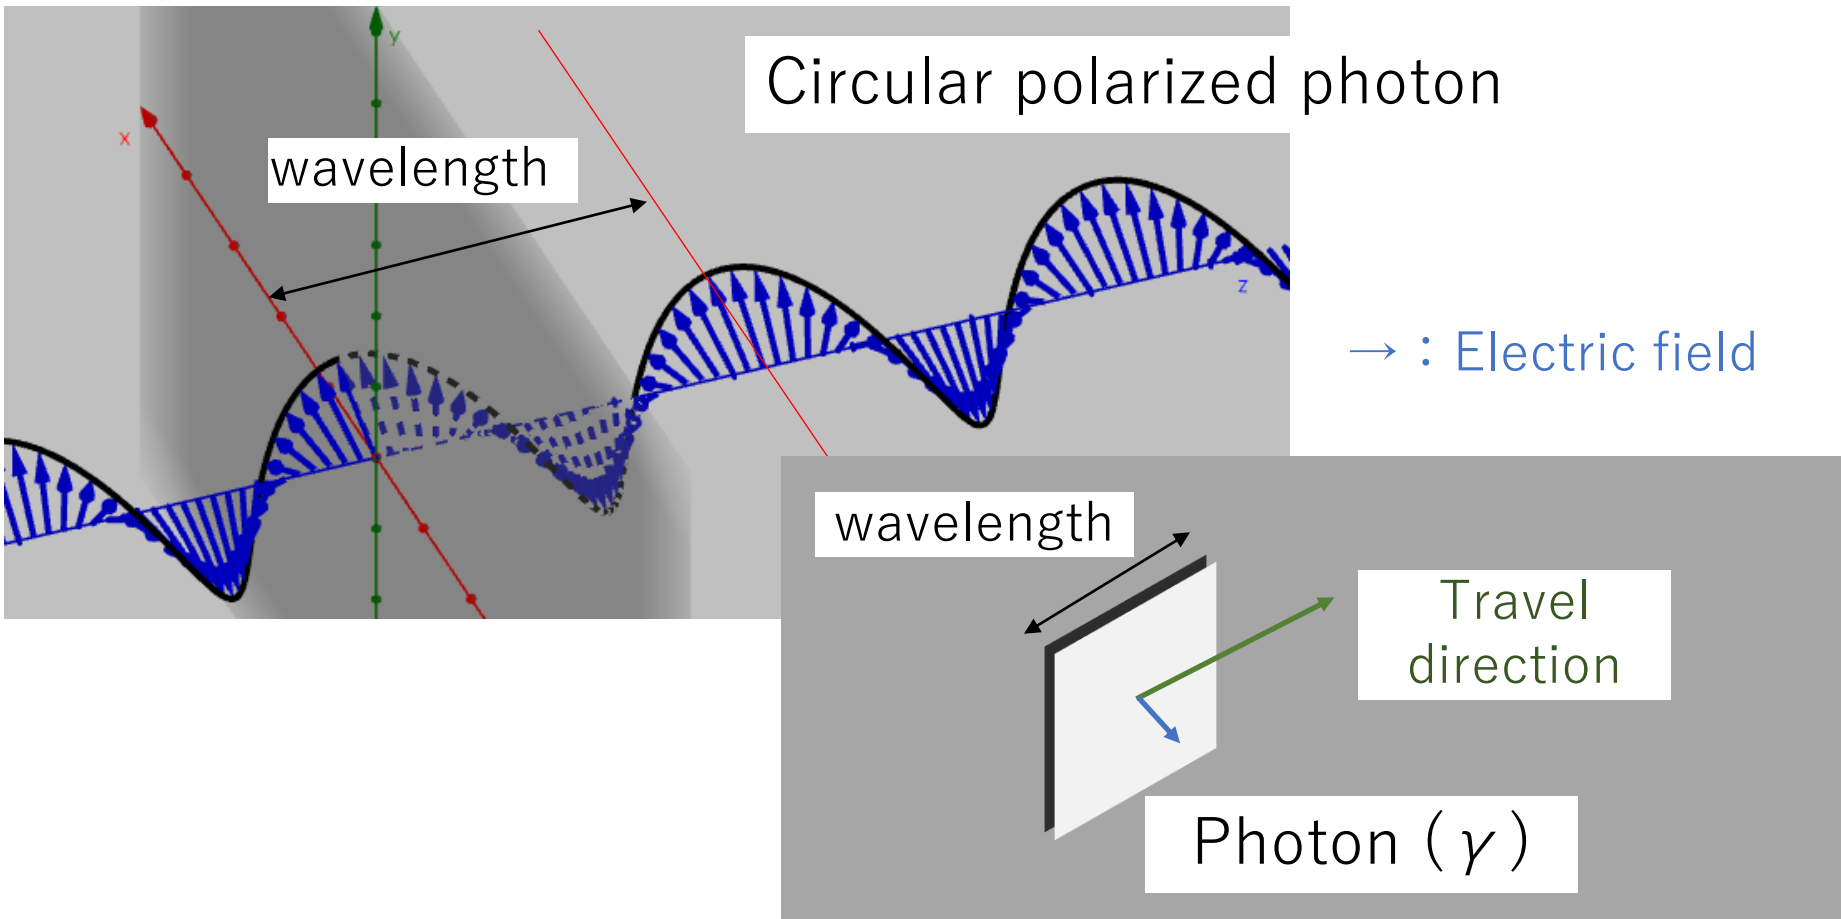 Circular polarized photon
y
x
wavelength
z
→ : Electric field
wavelength
Travel
direction
Photon (γ)